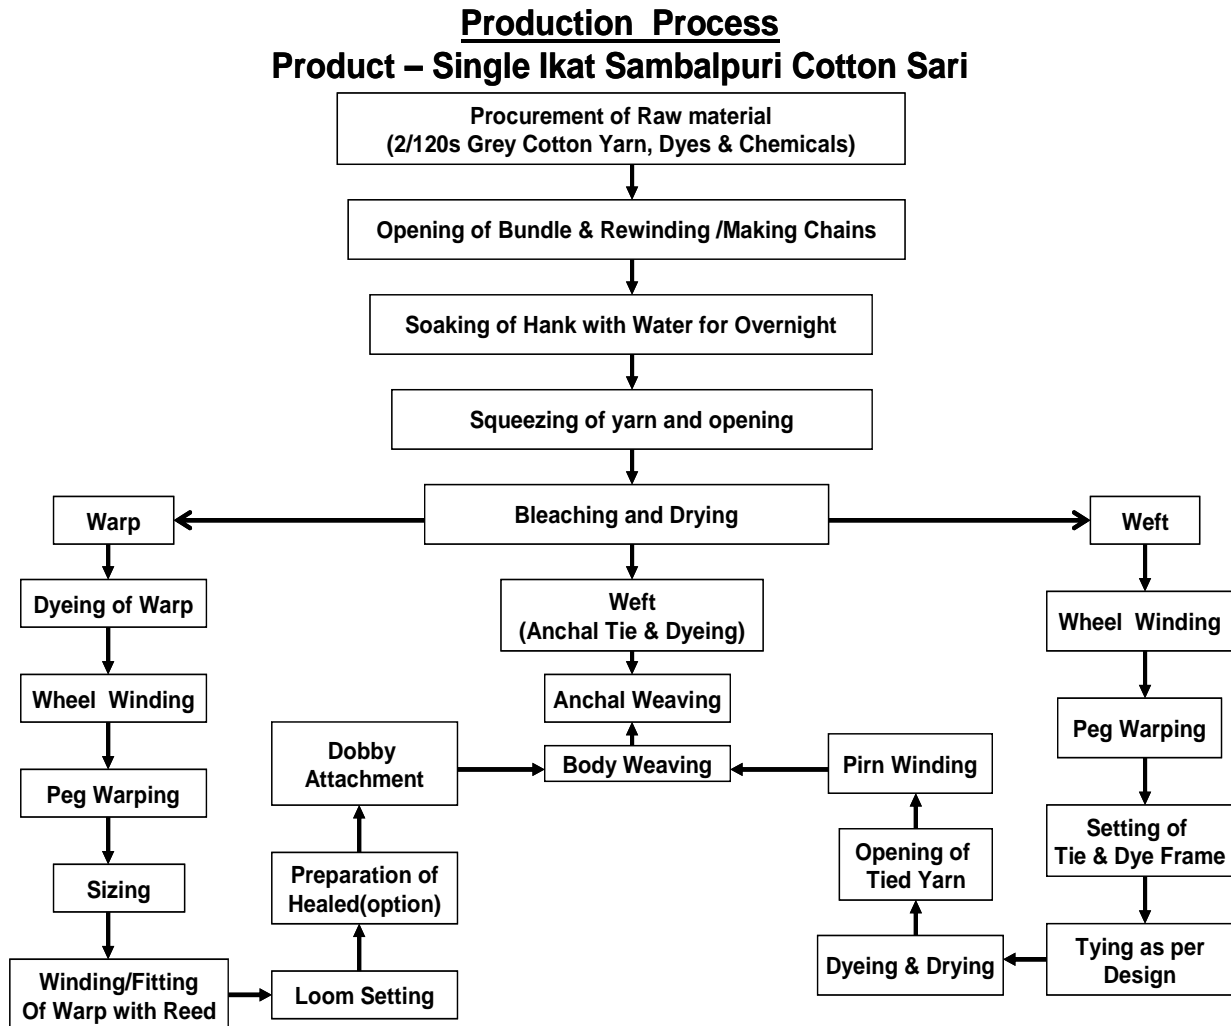 Production Process
Product – Single Ikat Sambalpuri Cotton Sari
Procurement of Raw material
(2/120s Grey Cotton Yarn, Dyes & Chemicals)
Opening of Bundle & Rewinding /Making Chains
Soaking of Hank with Water for Overnight
Squeezing of yarn and opening
Bleaching and Drying
Warp
Weft
Dyeing of Warp
Weft
(Anchal Tie & Dyeing)
Wheel Winding
Wheel Winding
Anchal Weaving
Peg Warping
Dobby
Attachment
Body Weaving
Pirn Winding
Peg Warping
Setting of
Tie & Dye Frame
Opening of
Tied Yarn
Preparation of
Healed(option)
Sizing
Tying as per
Design
Dyeing & Drying
Winding/Fitting
Of Warp with Reed
Loom Setting